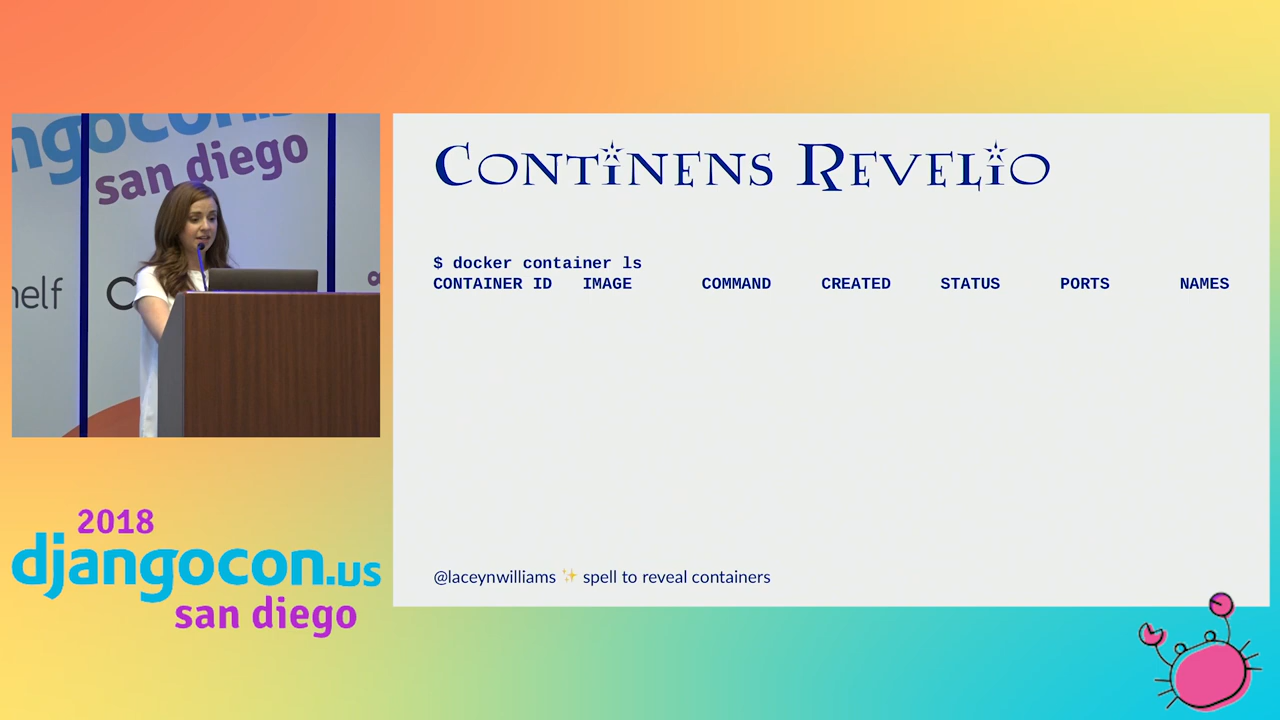 ngocon.
san diego
elf
2018
djangocon.us
san diego
Continens Revelio
$ docker container ls
CONTAINER ID IMAGE COMMAND CREATED STATUS PORTS NAMES
@laceynwilliams ✨ spell to reveal containers